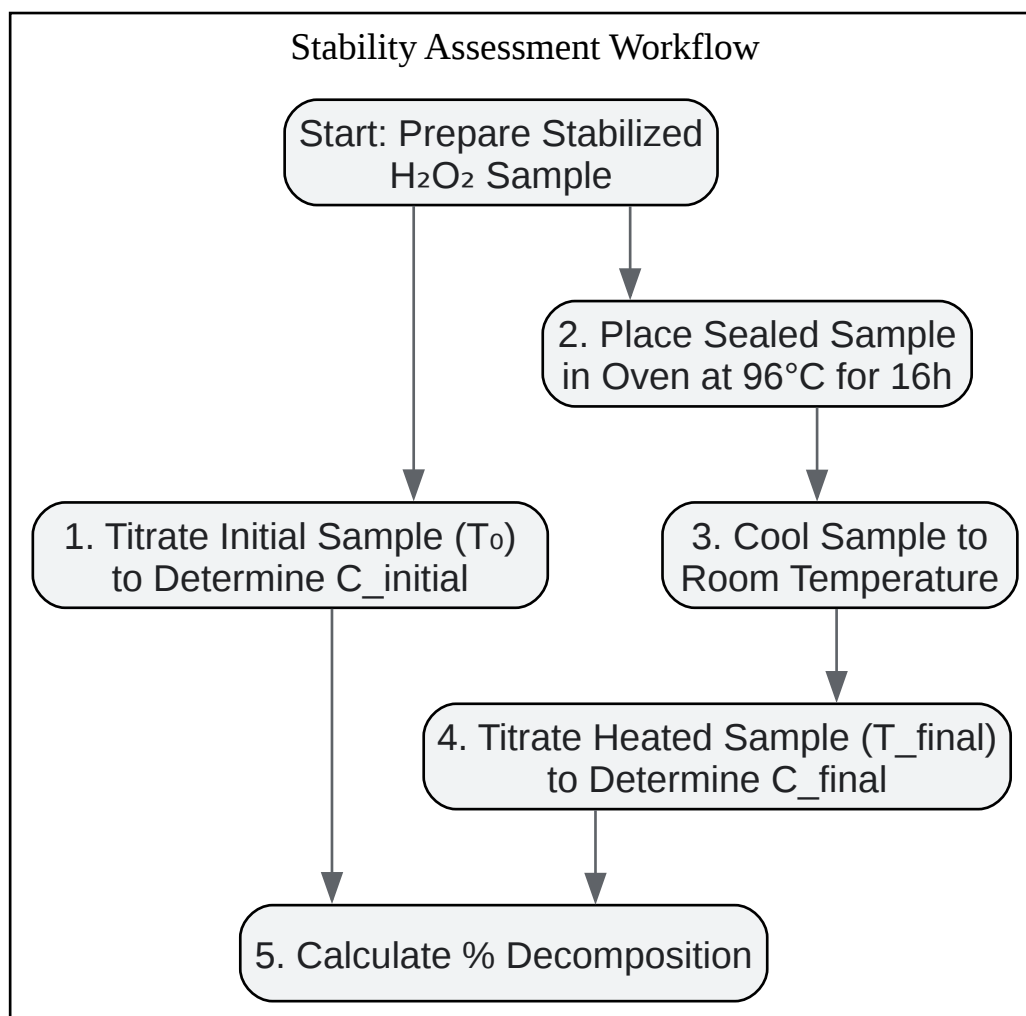 Stability Assessment Workflow
Start: Prepare Stabilized
H₂O₂ Sample
2. Place Sealed Sample
in Oven at 96°C for 16h
1. Titrate Initial Sample (T₀)
to Determine C_initial
3. Cool Sample to
Room Temperature
4. Titrate Heated Sample (T_final)
to Determine C_final
5. Calculate % Decomposition